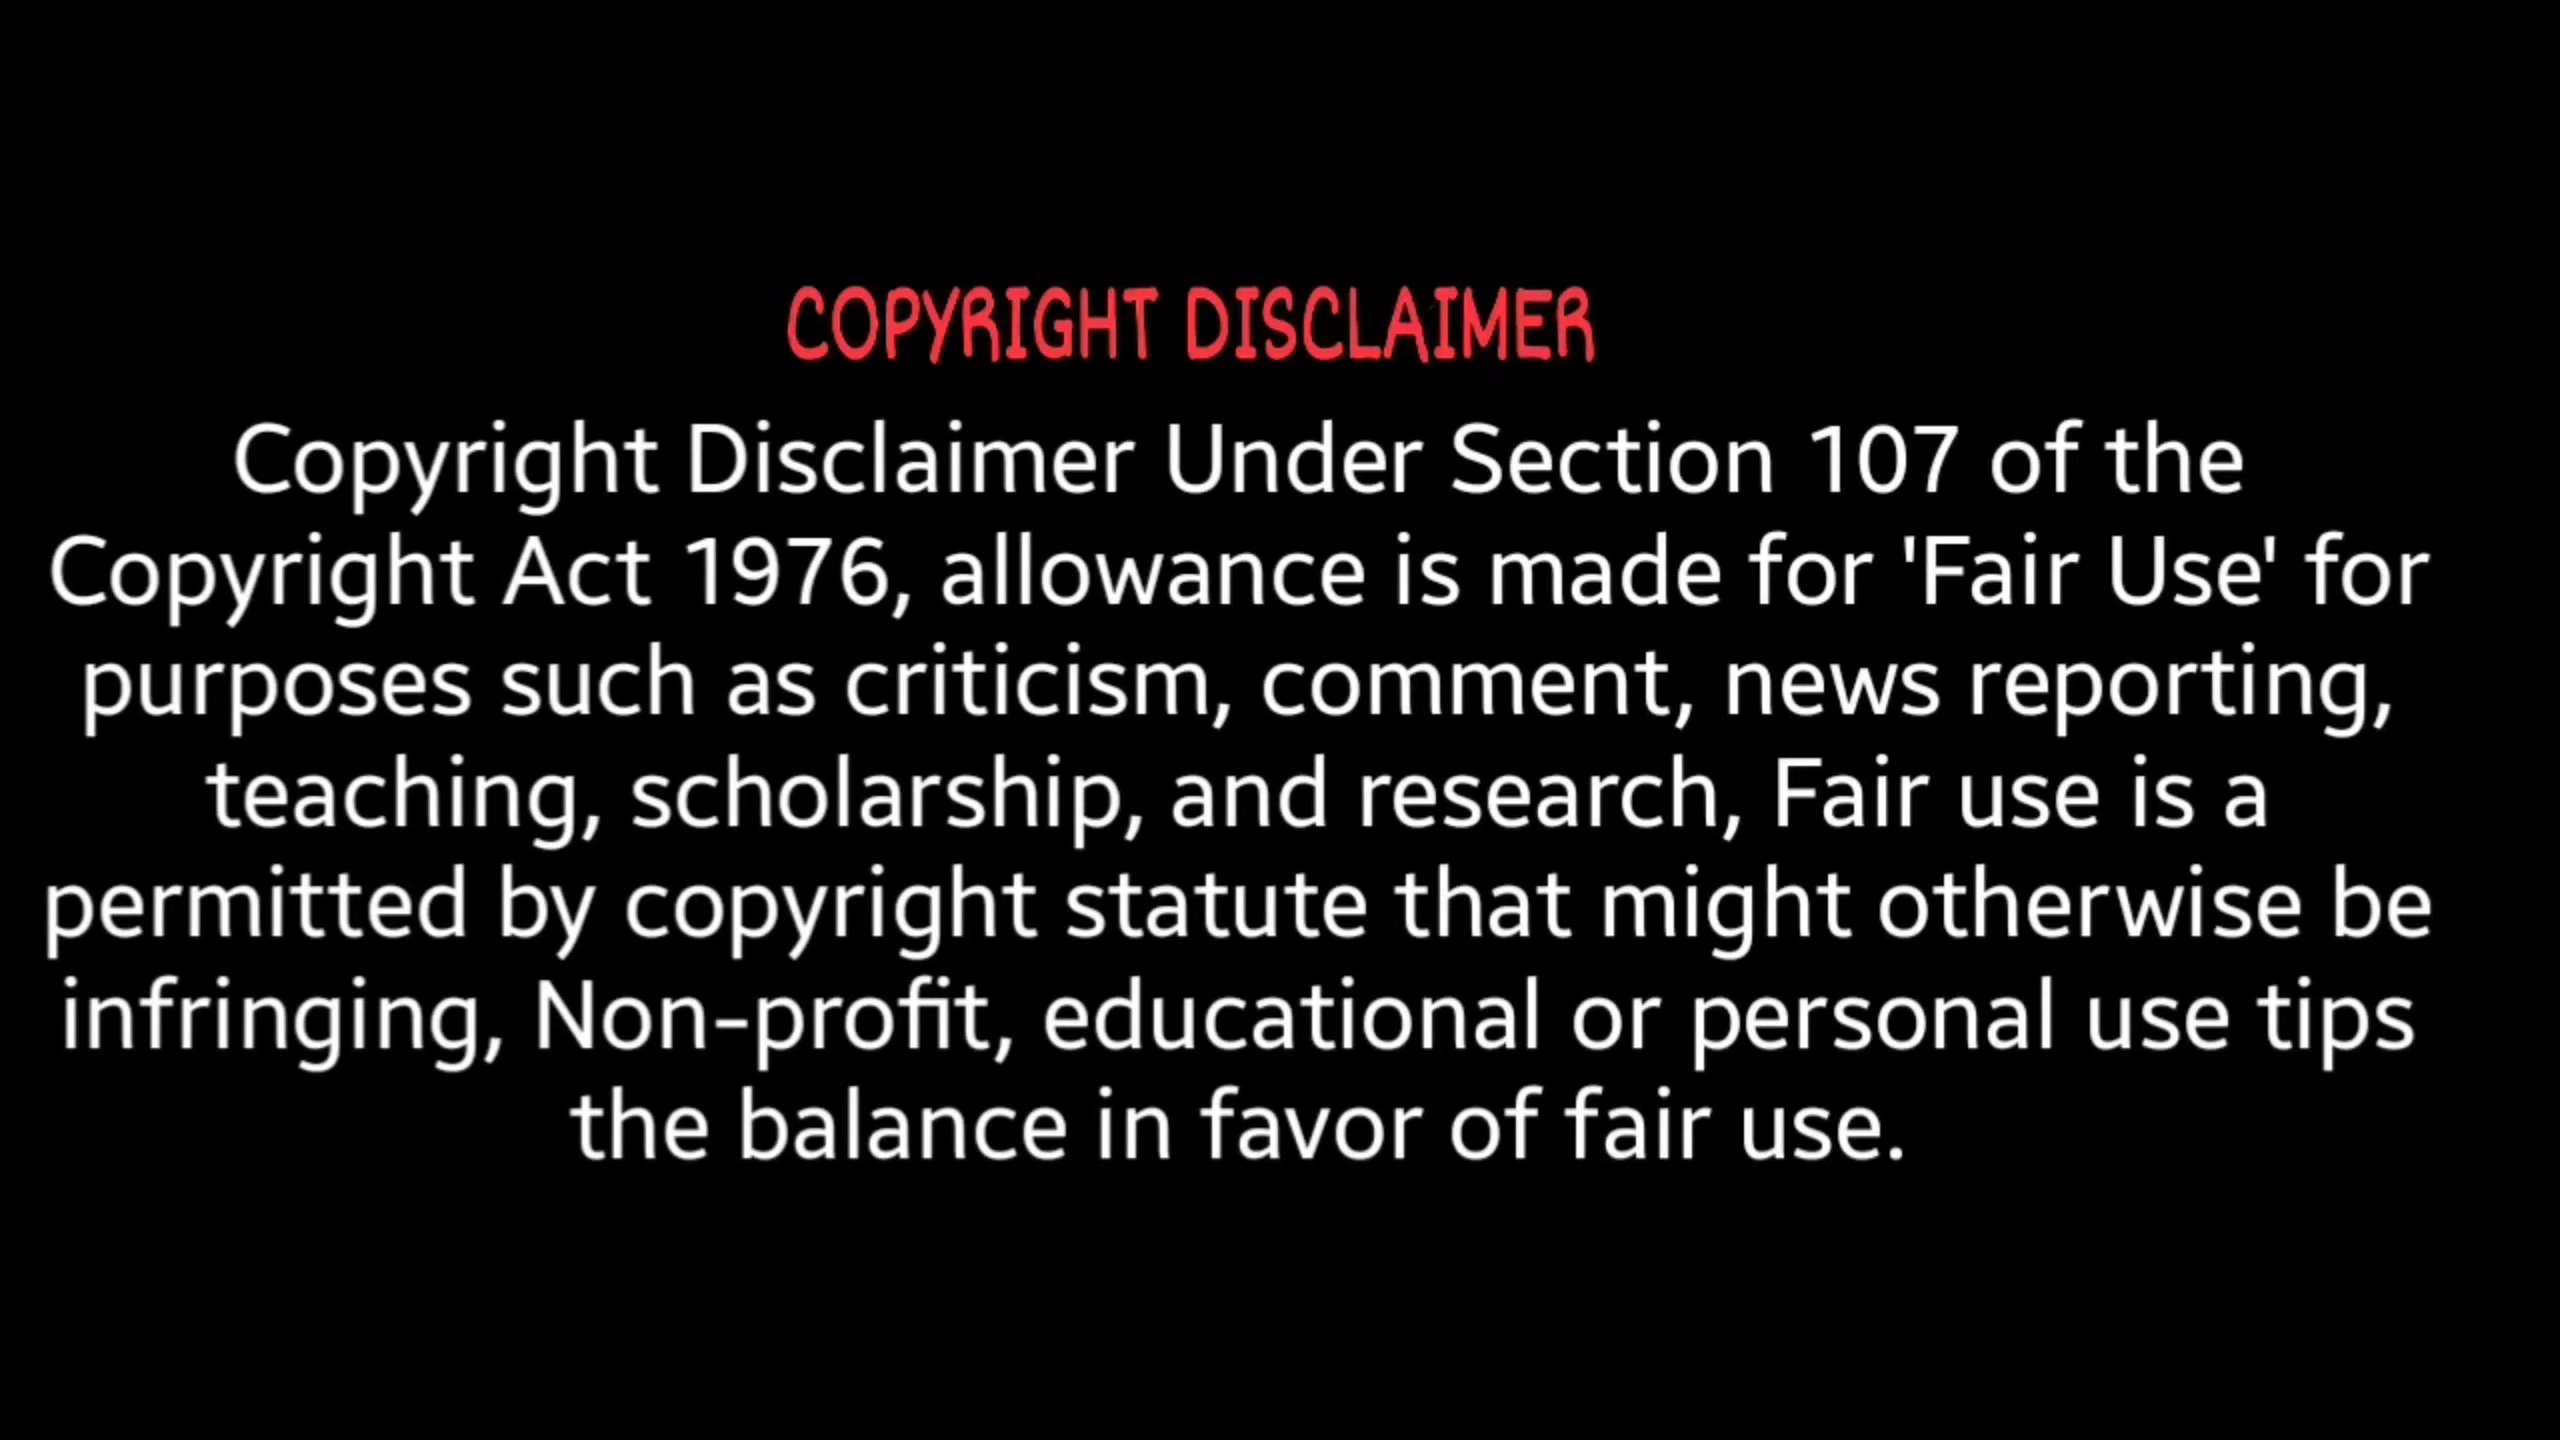 COPYRIGHT DISCLAIMER
Copyright Disclaimer Under Section 107 of the
Copyright Act 1976, allowance is made for 'Fair Use' for
purposes such as criticism, comment, news reporting,
teaching, scholarship, and research, Fair use is a
permitted by copyright statute that might otherwise be
infringing, Non-profit, educational or personal use tips
the balance in favor of fair use.